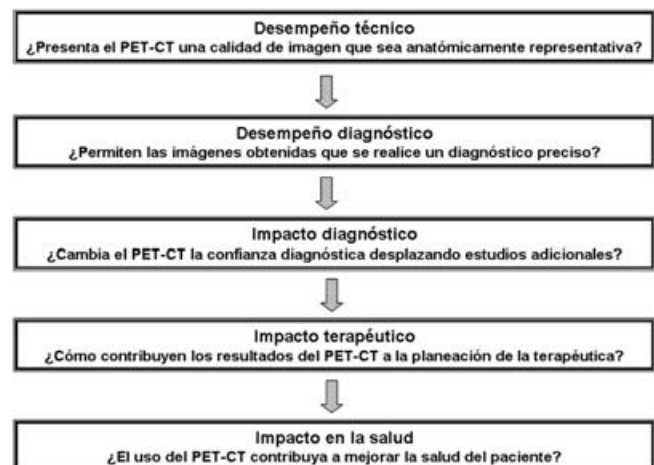 Desempeño técnico
¿Presenta el PET-CT una calidad de imagen que sea anatómicamente representativa?
Desempeño diagnóstico
¿Permiten las imágenes obtenidas que se realice un diagnóstico preciso?
Impacto diagnóstico
¿Cambia el PET-CT la confianza diagnóstica desplazando estudios adicionales?
Impacto terapéutico
¿Cómo contribuyen los resultados del PET-CT a la planeación de la terapéutica?
Impacto en la salud
¿El uso del PET-CT contribuya a mejorar la salud del paciente?